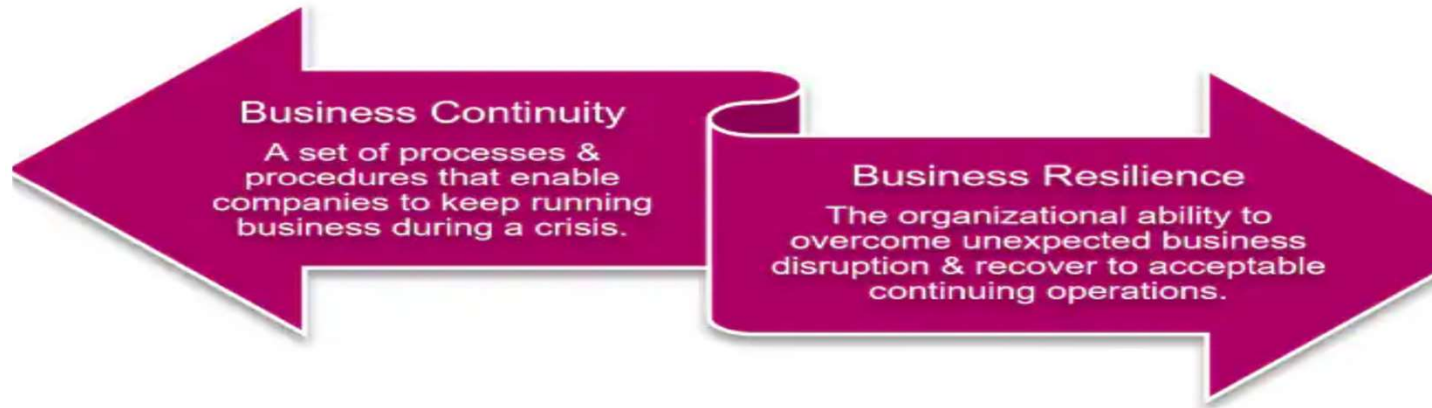 Business Continuity
A set of processes &
procedures that enable
companies to keep running
business during a crisis.
Business Resilience
The organizational ability to
overcome unexpected business
disruption & recover to acceptable
continuing operations.